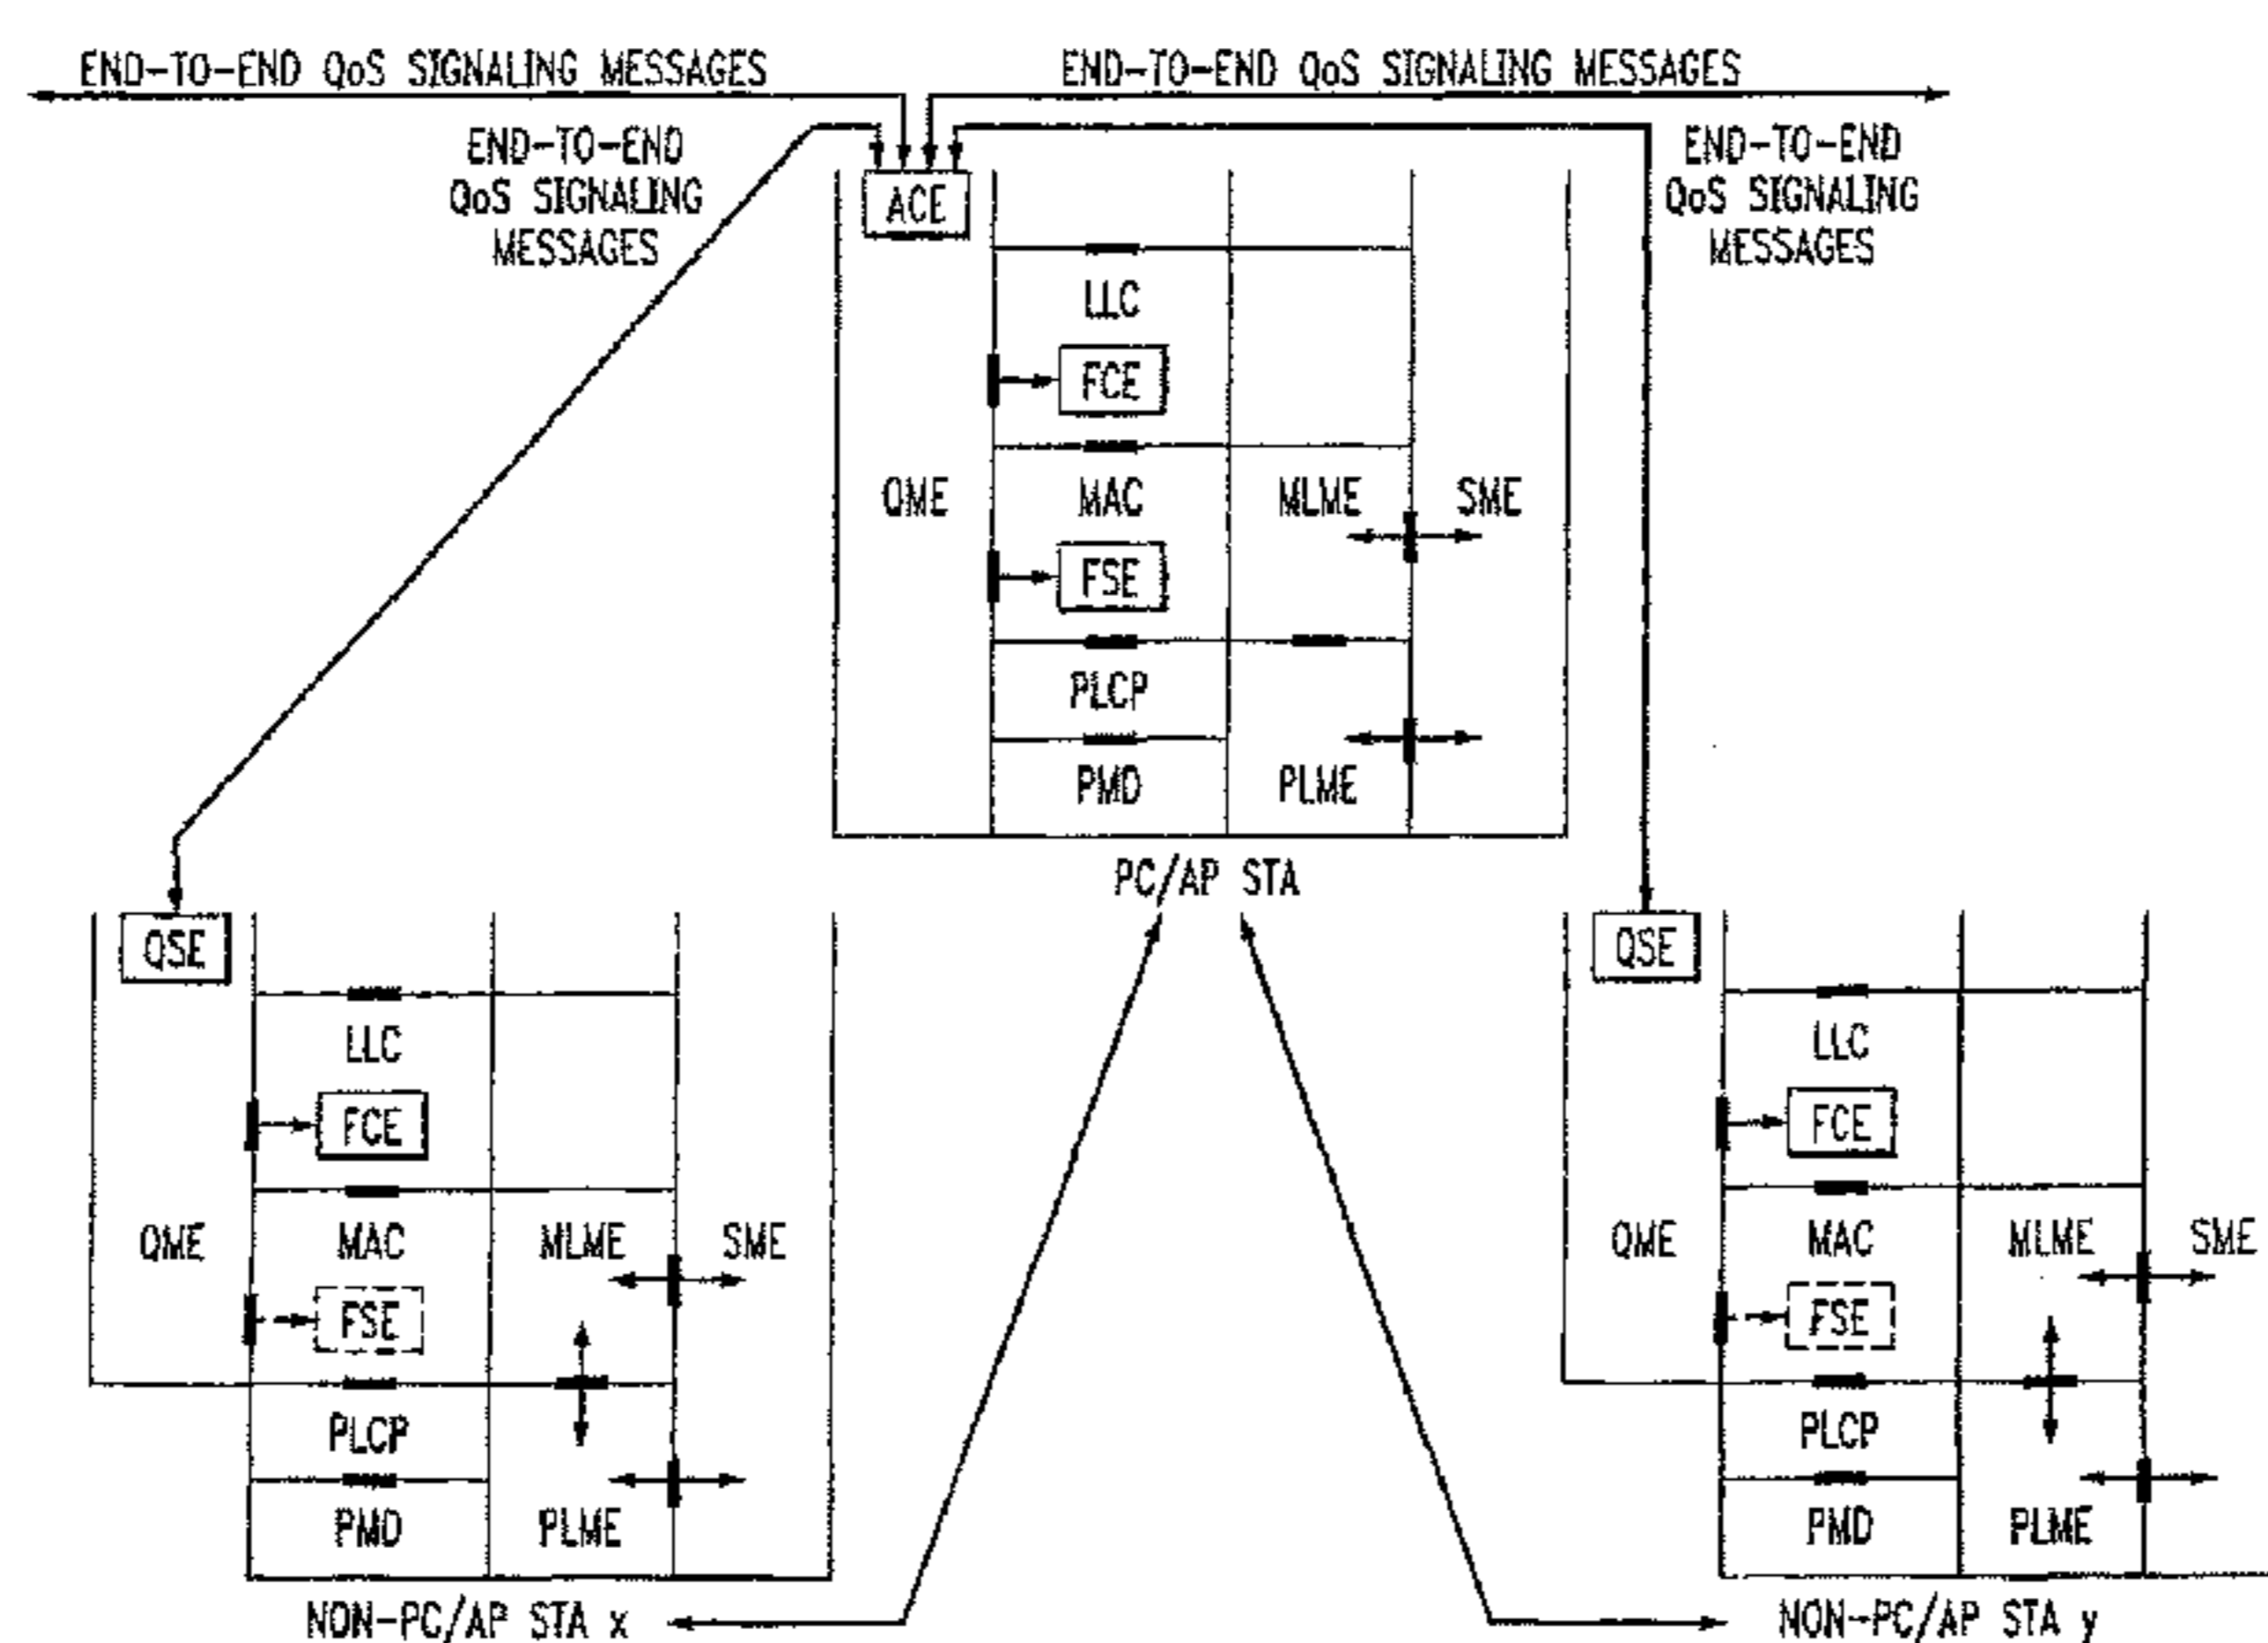 END-TO-END QoS SIGNALING MESSAGES
END-TO-END QoS SIGNALING MESSAGES
END-TO-END
QoS SIGNALING
MESSAGES
END-TO-END
QoS SIGNALING
MESSAGES
ACE
LLC
FCE
QME
MAC
MLME
SME
FSE
PLCP
PMD
PLME
PC/AP STA
QSE
LLC
FCE
QME
MAC
MLME
SME
FSE
PLCP
PMD
PLME
NON-PC/AP STA x
QSE
LLC
FCE
QME
MAC
MLME
SME
FSE
PLCP
PMD
PLME
NON-PC/AP STA y